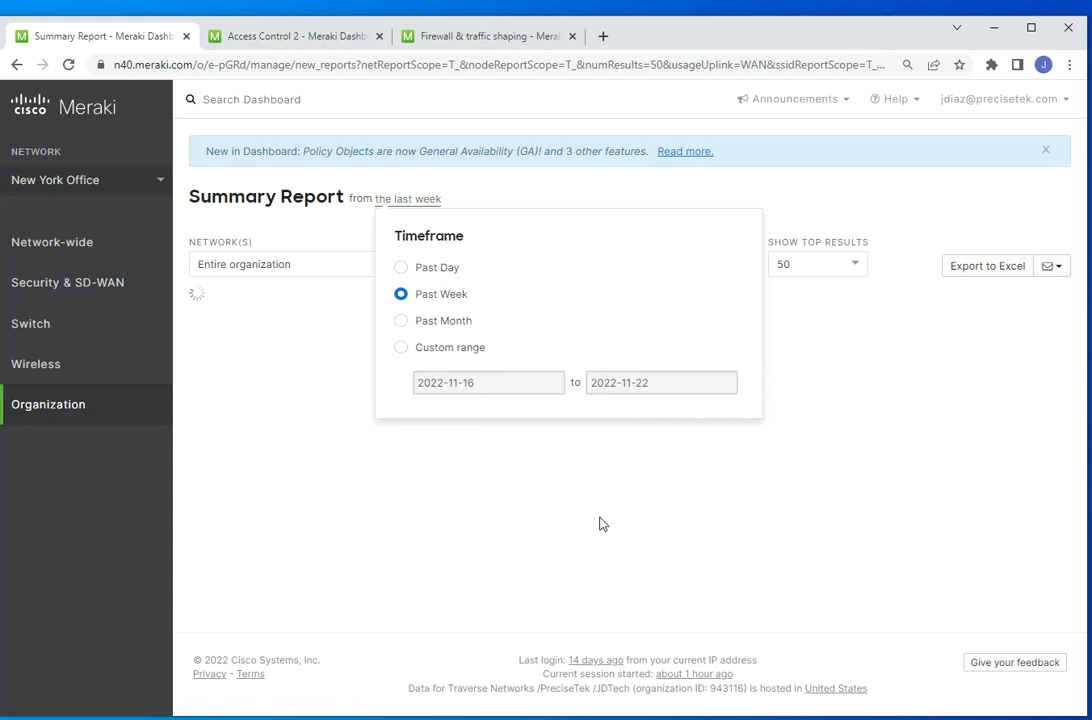 Summary Report - Meraki Dashb
Access Control 2 - Meraki Dashb
Firewall & traffic shaping - Mera
n40.meraki.com/o/e-pGRd/manage/new_reports?netReportScope=T_&nodeReportScope=T_&numResults=50&usageUplink=WAN&ssidReportScope=T_...
J
cisco Meraki
Search Dashboard
Announcements
Help
jdiaz@precisetek.com
NETWORK
New York Office
Network-wide
Security & SD-WAN
Switch
Wireless
Organization
New in Dashboard: Policy Objects are now General Availability (GA)! and 3 other features. Read more.
Summary Report from the last week
NETWORK(S)
Entire organization
Timeframe
Past Day
Past Week
Past Month
Custom range
2022-11-16 to 2022-11-22
SHOW TOP RESULTS
50
Export to Excel
© 2022 Cisco Systems, Inc.
Privacy - Terms
Last login: 14 days ago from your current IP address
Current session started: about 1 hour ago
Data for Traverse Networks /PreciseTek /JDTech (organization ID: 943116) is hosted in United States
Give your feedback